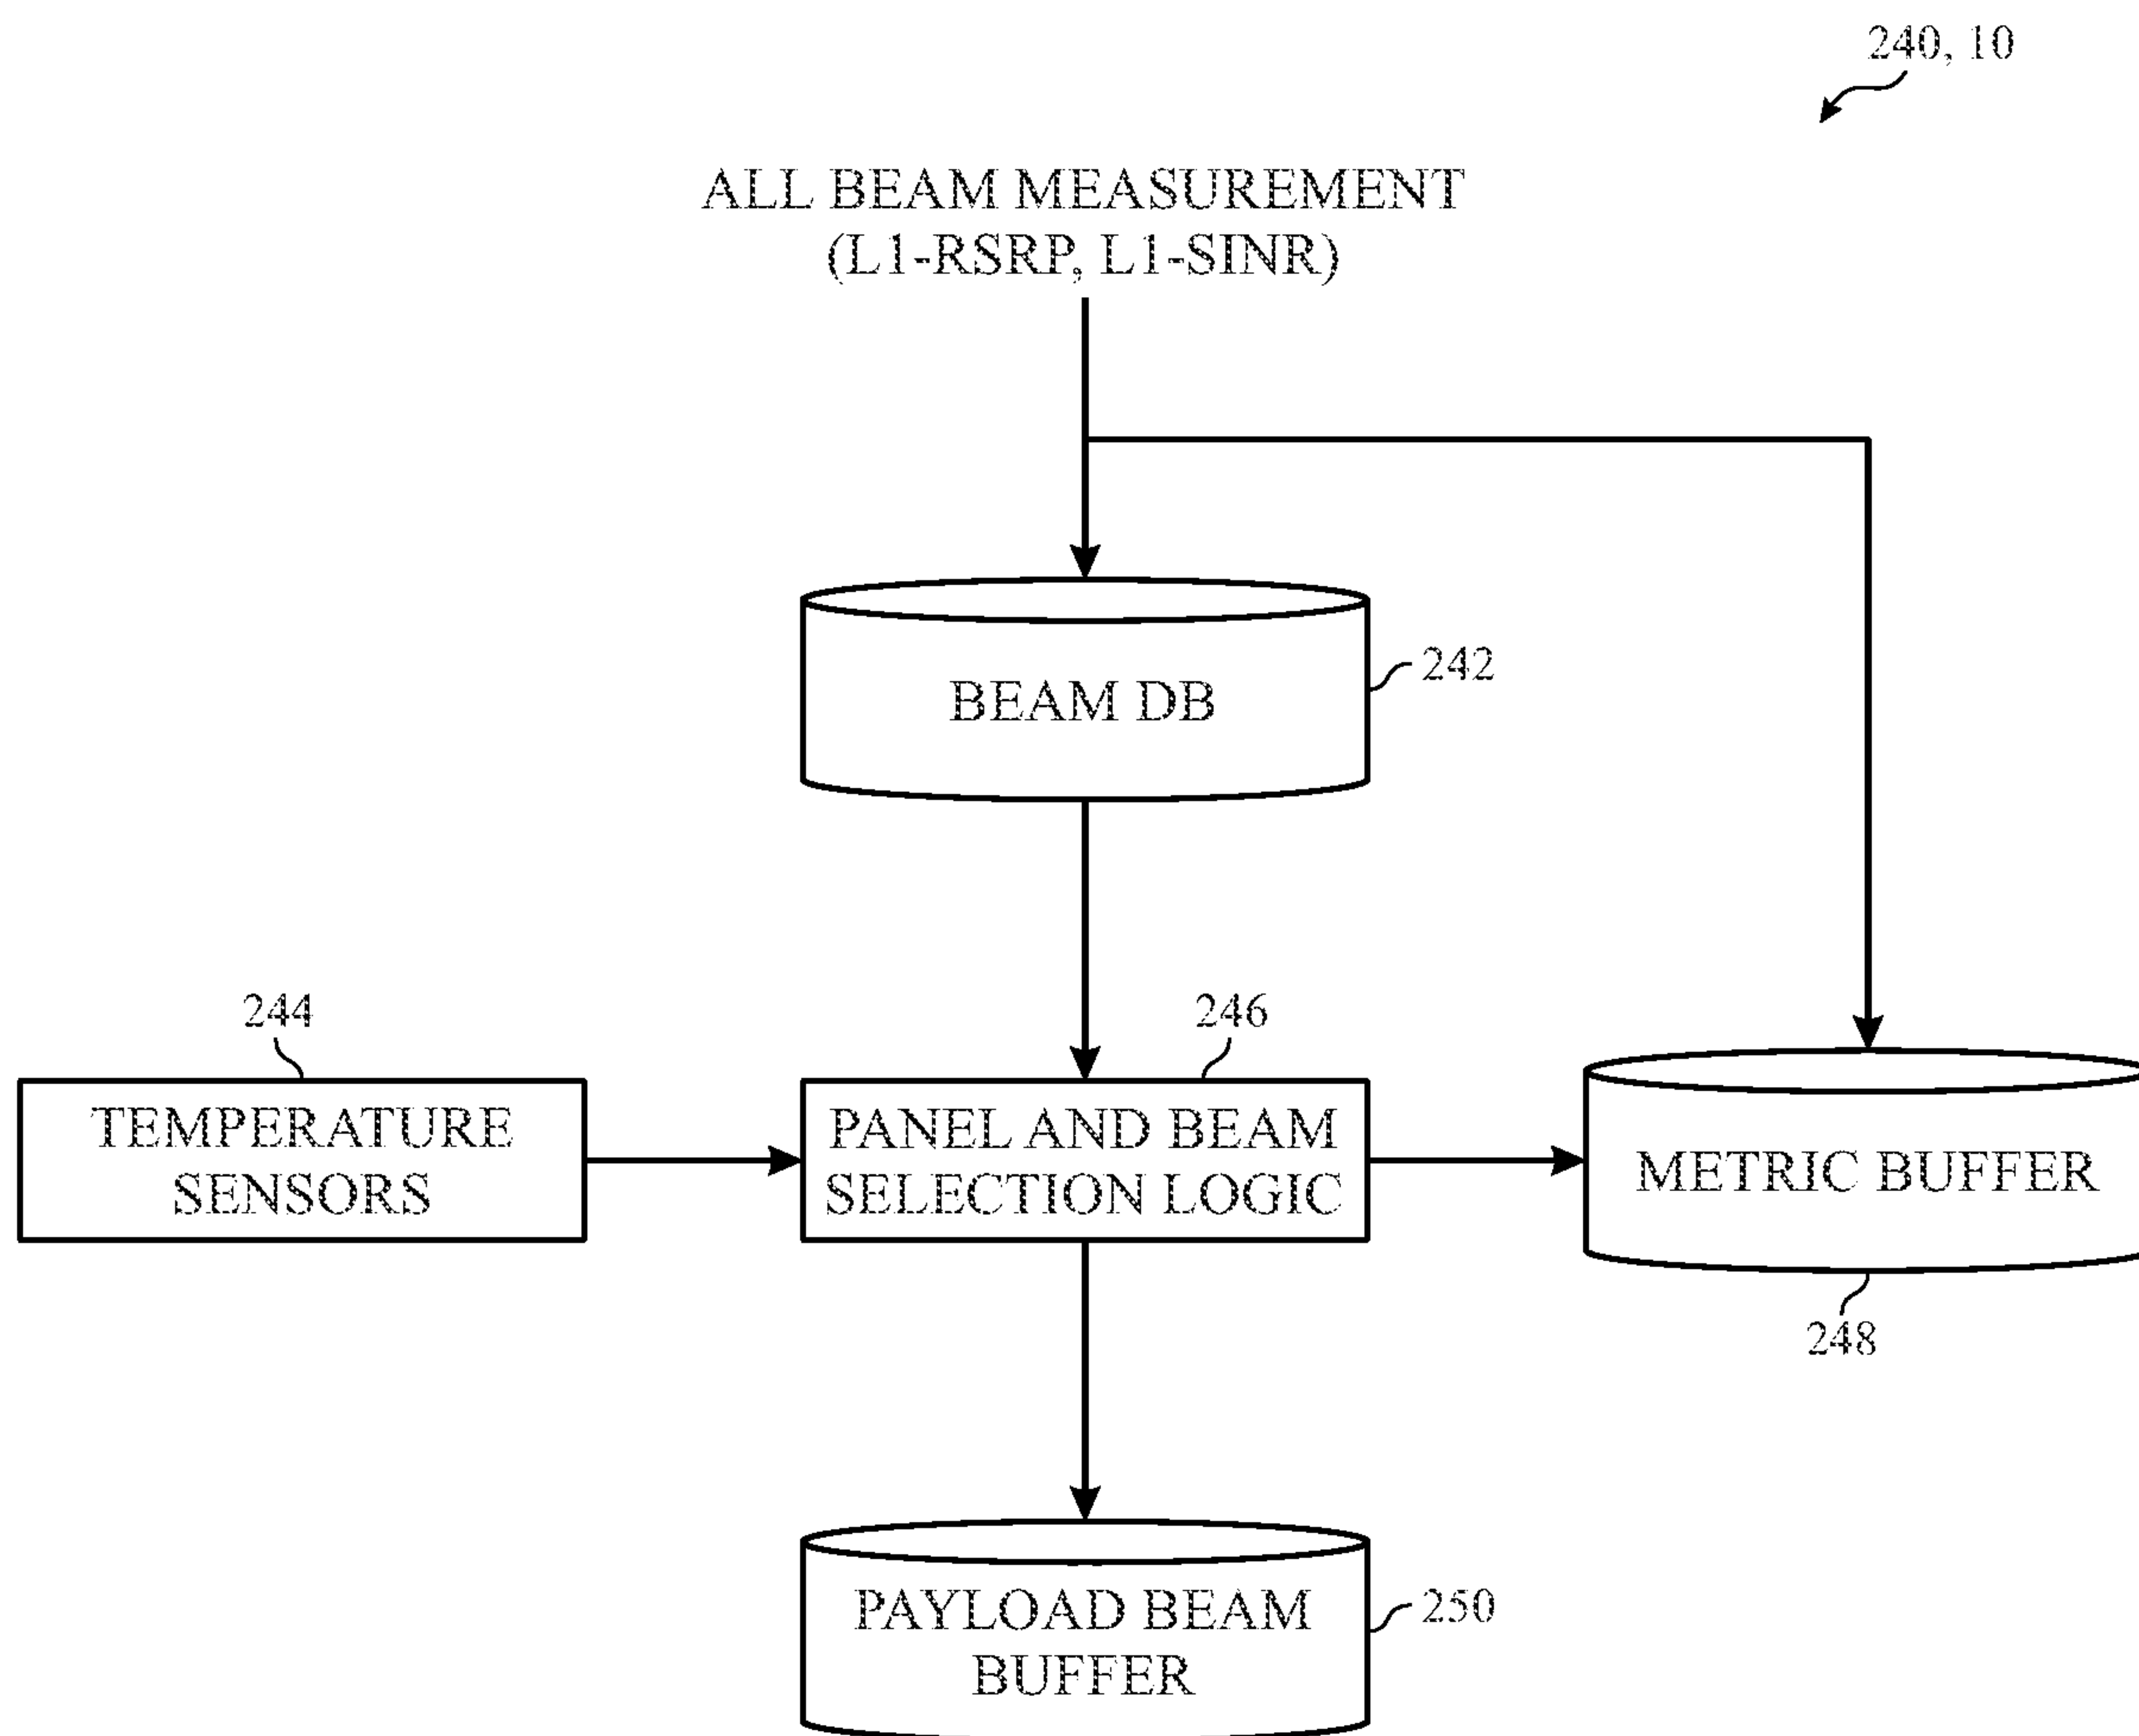 240, 10
ALL BEAM MEASUREMENT
(L1-RSRP, L1-SINR)
BEAM DB
242
244
246
TEMPERATURE
SENSORS
PANEL AND BEAM
SELECTION LOGIC
METRIC BUFFER
248
PAYLOAD BEAM
BUFFER
250